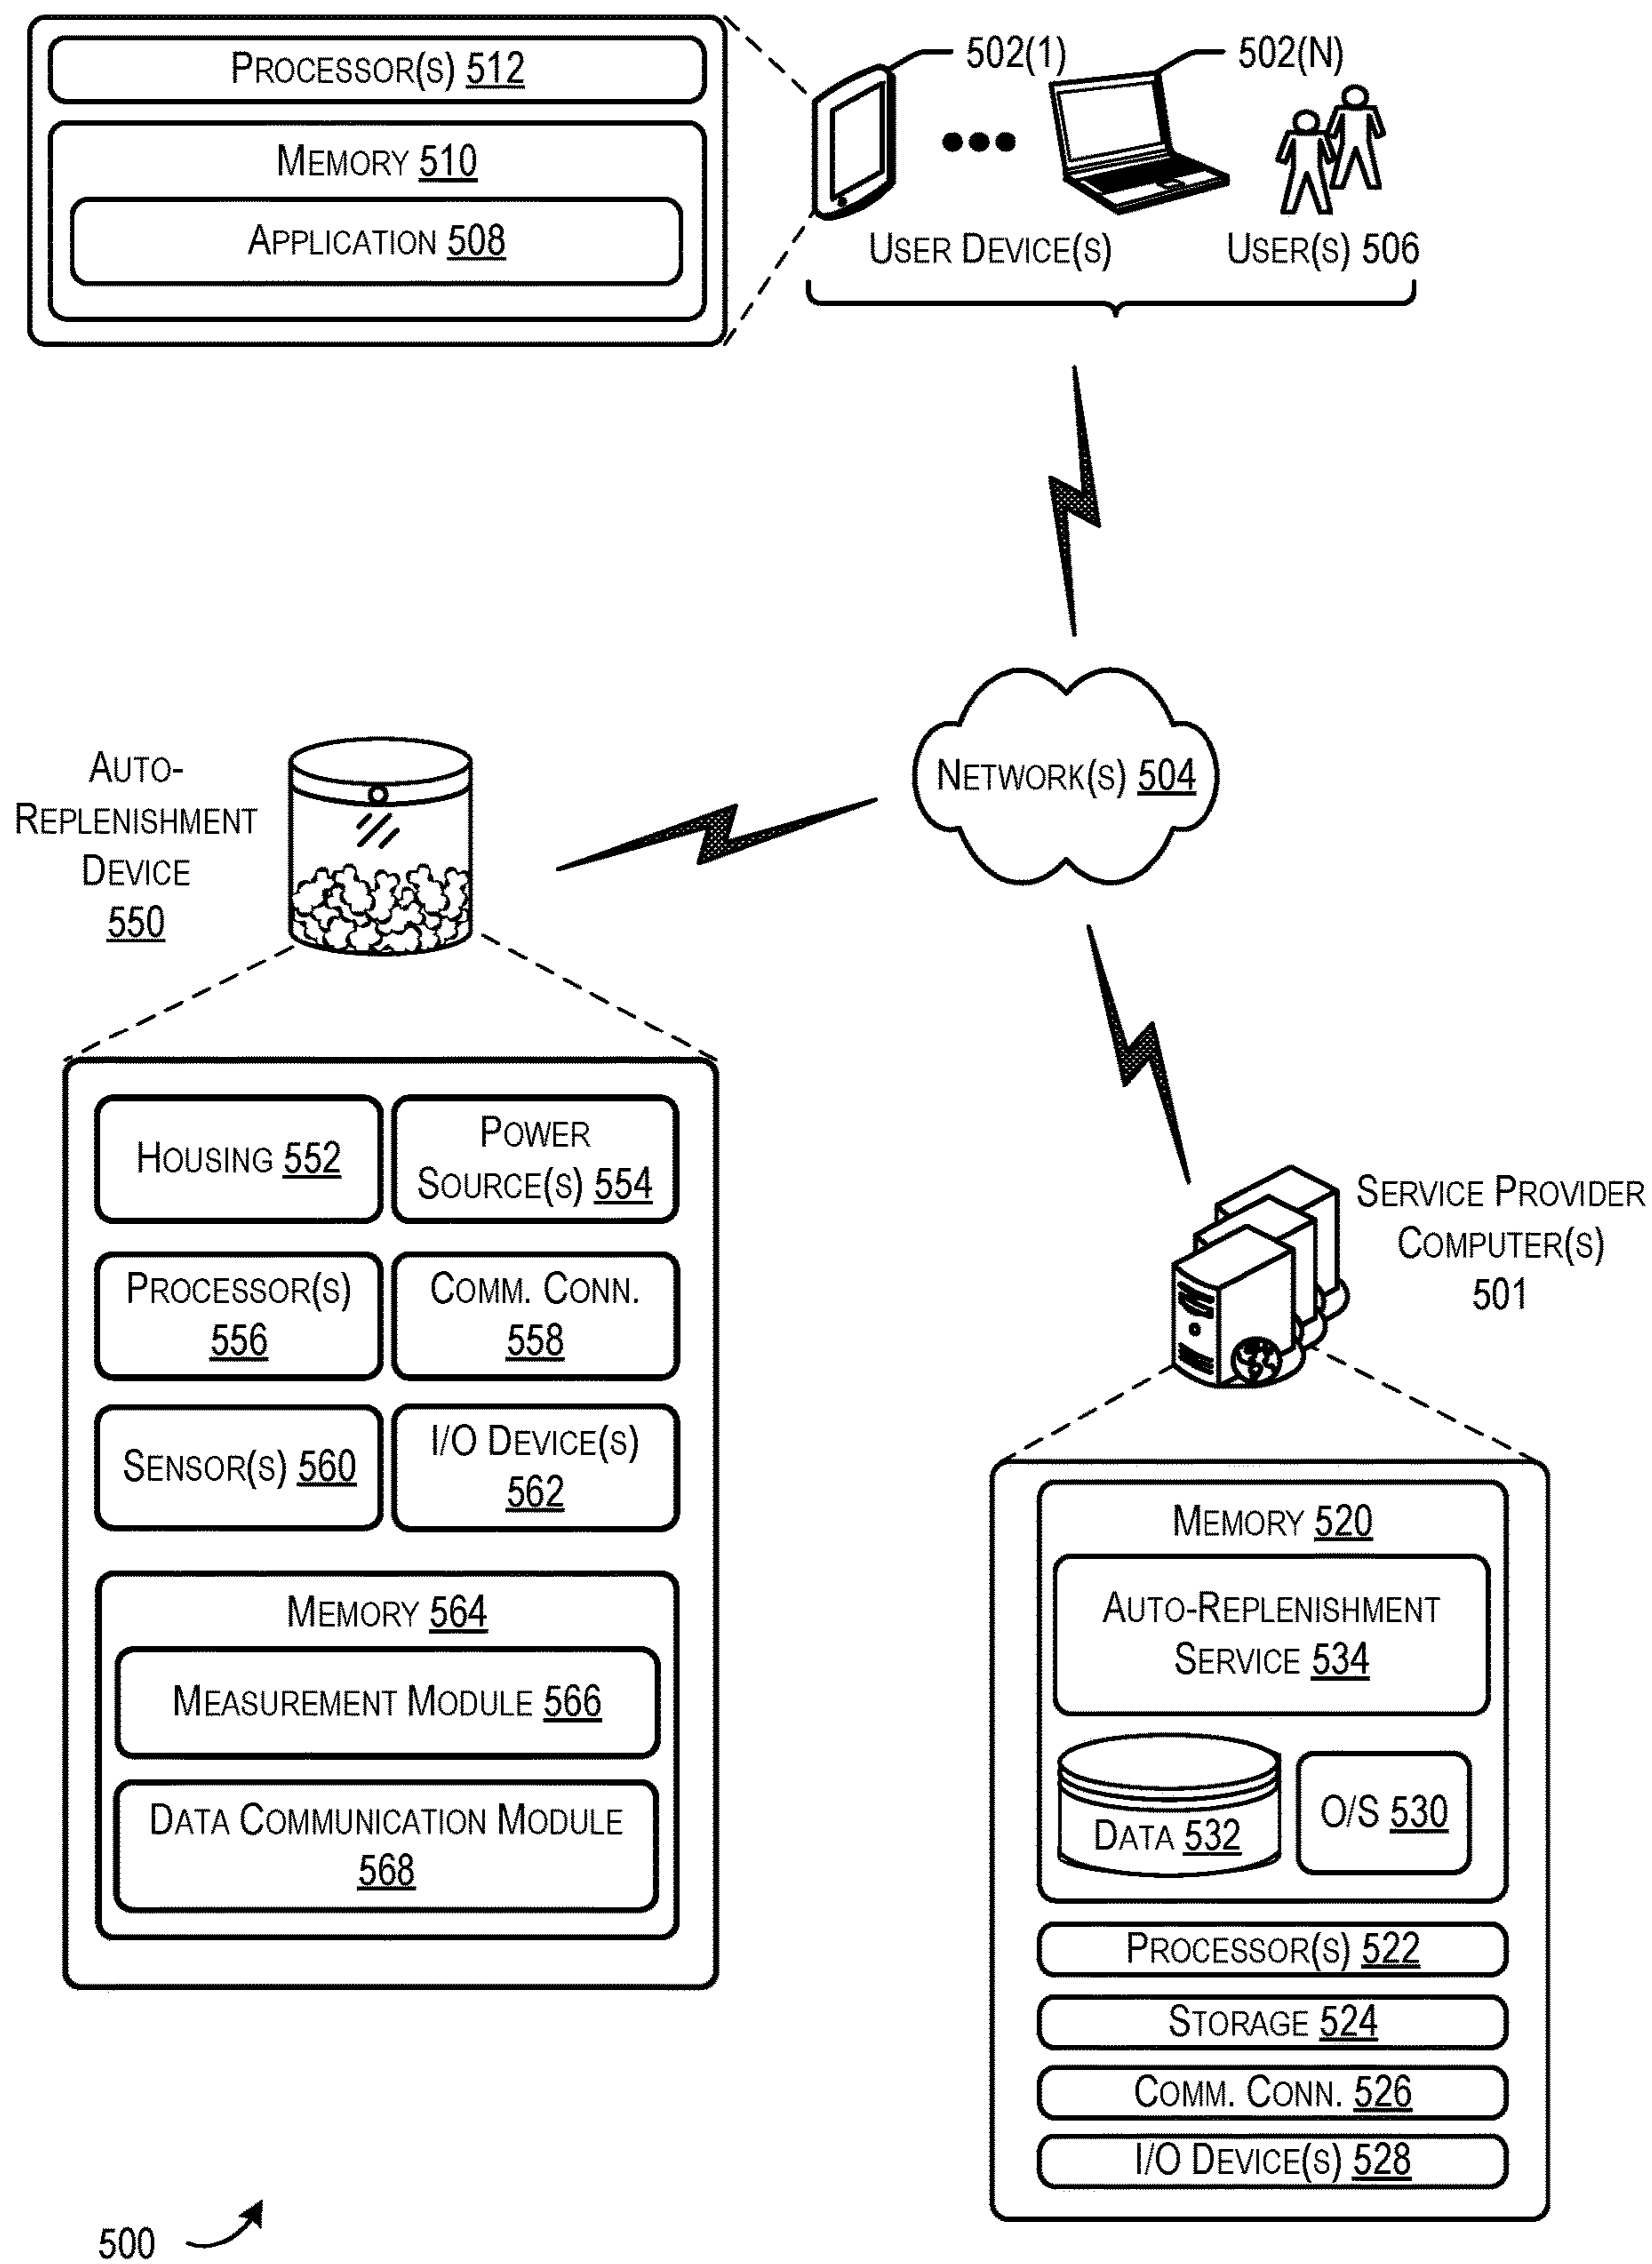 PROCESSOR(S) 512
MEMORY 510
APPLICATION 508
502(1)
502(N)
USER DEVICE(S)
USER(S) 506
NETWORK(S) 504
AUTO-
REPLENISHMENT
DEVICE
550
HOUSING 552
POWER
SOURCE(S) 554
PROCESSOR(S)
556
COMM. CONN.
558
SENSOR(S) 560
I/O DEVICE(S)
562
MEMORY 564
MEASUREMENT MODULE 566
DATA COMMUNICATION MODULE
568
SERVICE PROVIDER
COMPUTER(S)
501
MEMORY 520
AUTO-REPLENISHMENT
SERVICE 534
DATA 532
O/S 530
PROCESSOR(S) 522
STORAGE 524
COMM. CONN. 526
I/O DEVICE(S) 528
500